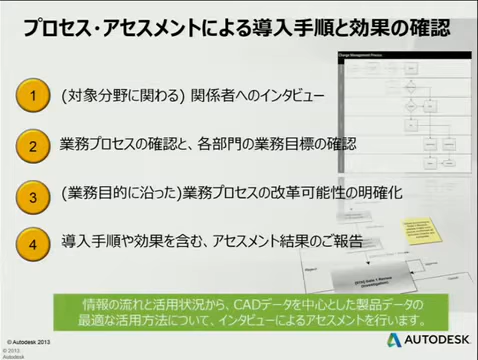 プロセス・アセスメントによる導入手順と効果の確認
1 (対象分野に関わる) 関係者へのインタビュー
2 業務プロセスの確認と、各部門の業務目標の確認
3 (業務目的に沿った)業務プロセスの改革可能性の明確化
4 導入手順や効果を含む、アセスメント結果のご報告
情報の流れと活用状況から、CADデータを中心とした製品データの
最適な活用方法について、インタビューによるアセスメントを行います。
© Autodesk 2013
© 2013
Autodesk
AUTODESK